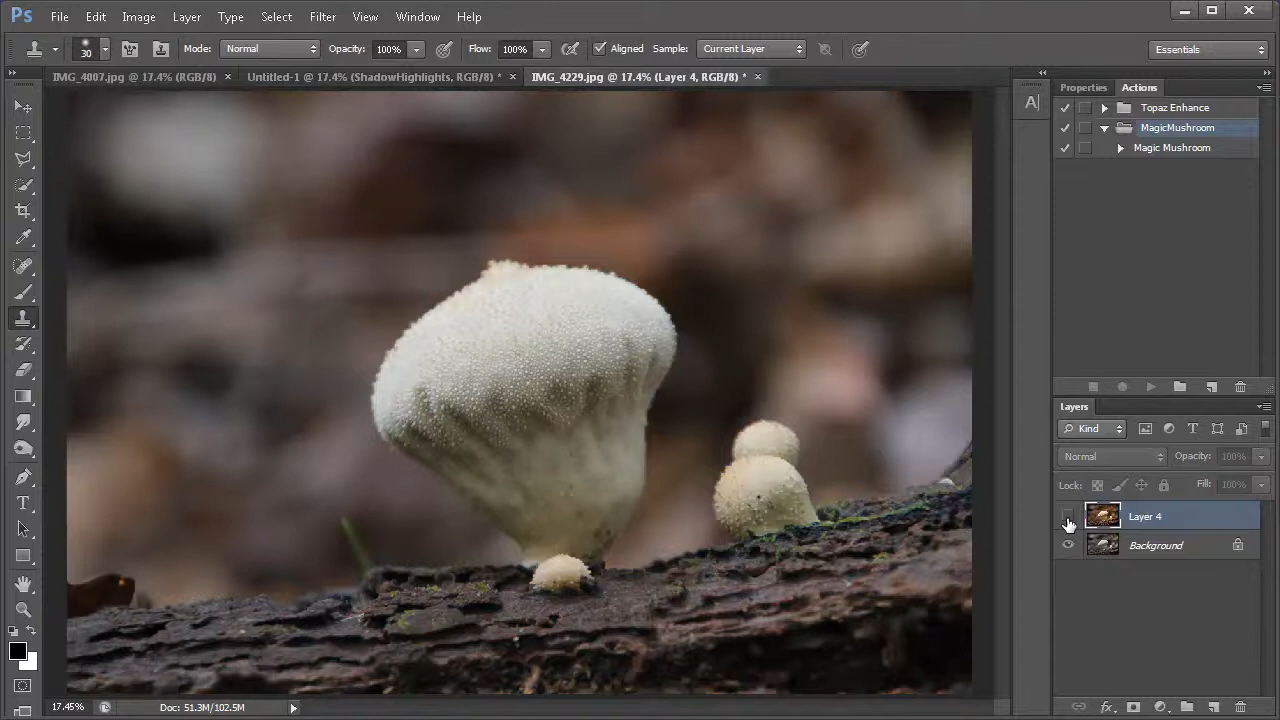 Ps File Edit Image Layer Type Select Filter View Window Help
30 Mode: Normal Opacity: 100% Flow: 100% Aligned Sample: Current Layer Essentials
IMG_4007.jpg @ 17.4% (RGB/8) × Untitled-1 @ 17.4% (ShadowHighlights, RGB/8) * × IMG_4229.jpg @ 17.4% (Layer 4, RGB/8) * ×
Properties Actions
Topaz Enhance
MagicMushroom
Magic Mushroom
Layers
Kind
Normal Opacity: 100%
Lock: Fill: 100%
Layer 4
Background
17.45% Doc: 51.3M/102.5M